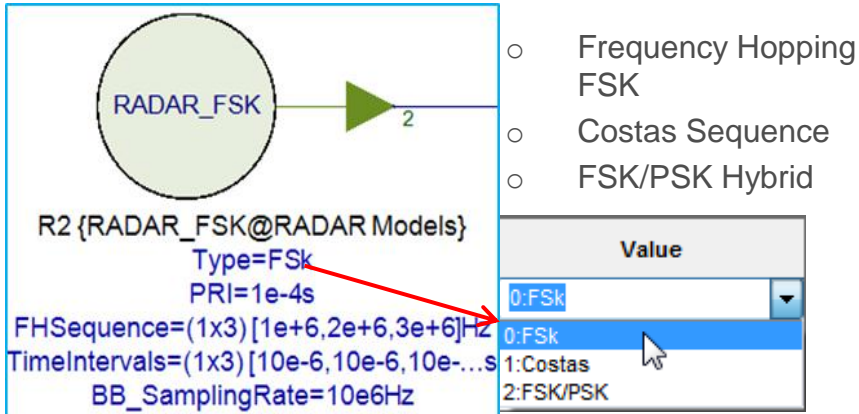 RADAR_FSK
2
R2 {RADAR_FSK@RADAR Models}
Type=FSk
PRI=1e-4s
FHSequence=(1x3)[1e+6,2e+6,3e+6]Hz
TimeIntervals=(1x3)[10e-6,10e-6,10e-...s
BB_SamplingRate=10e6Hz
o Frequency Hopping
FSK
o Costas Sequence
o FSK/PSK Hybrid
Value
0:FSk
0:FSk
1:Costas
2:FSK/PSK